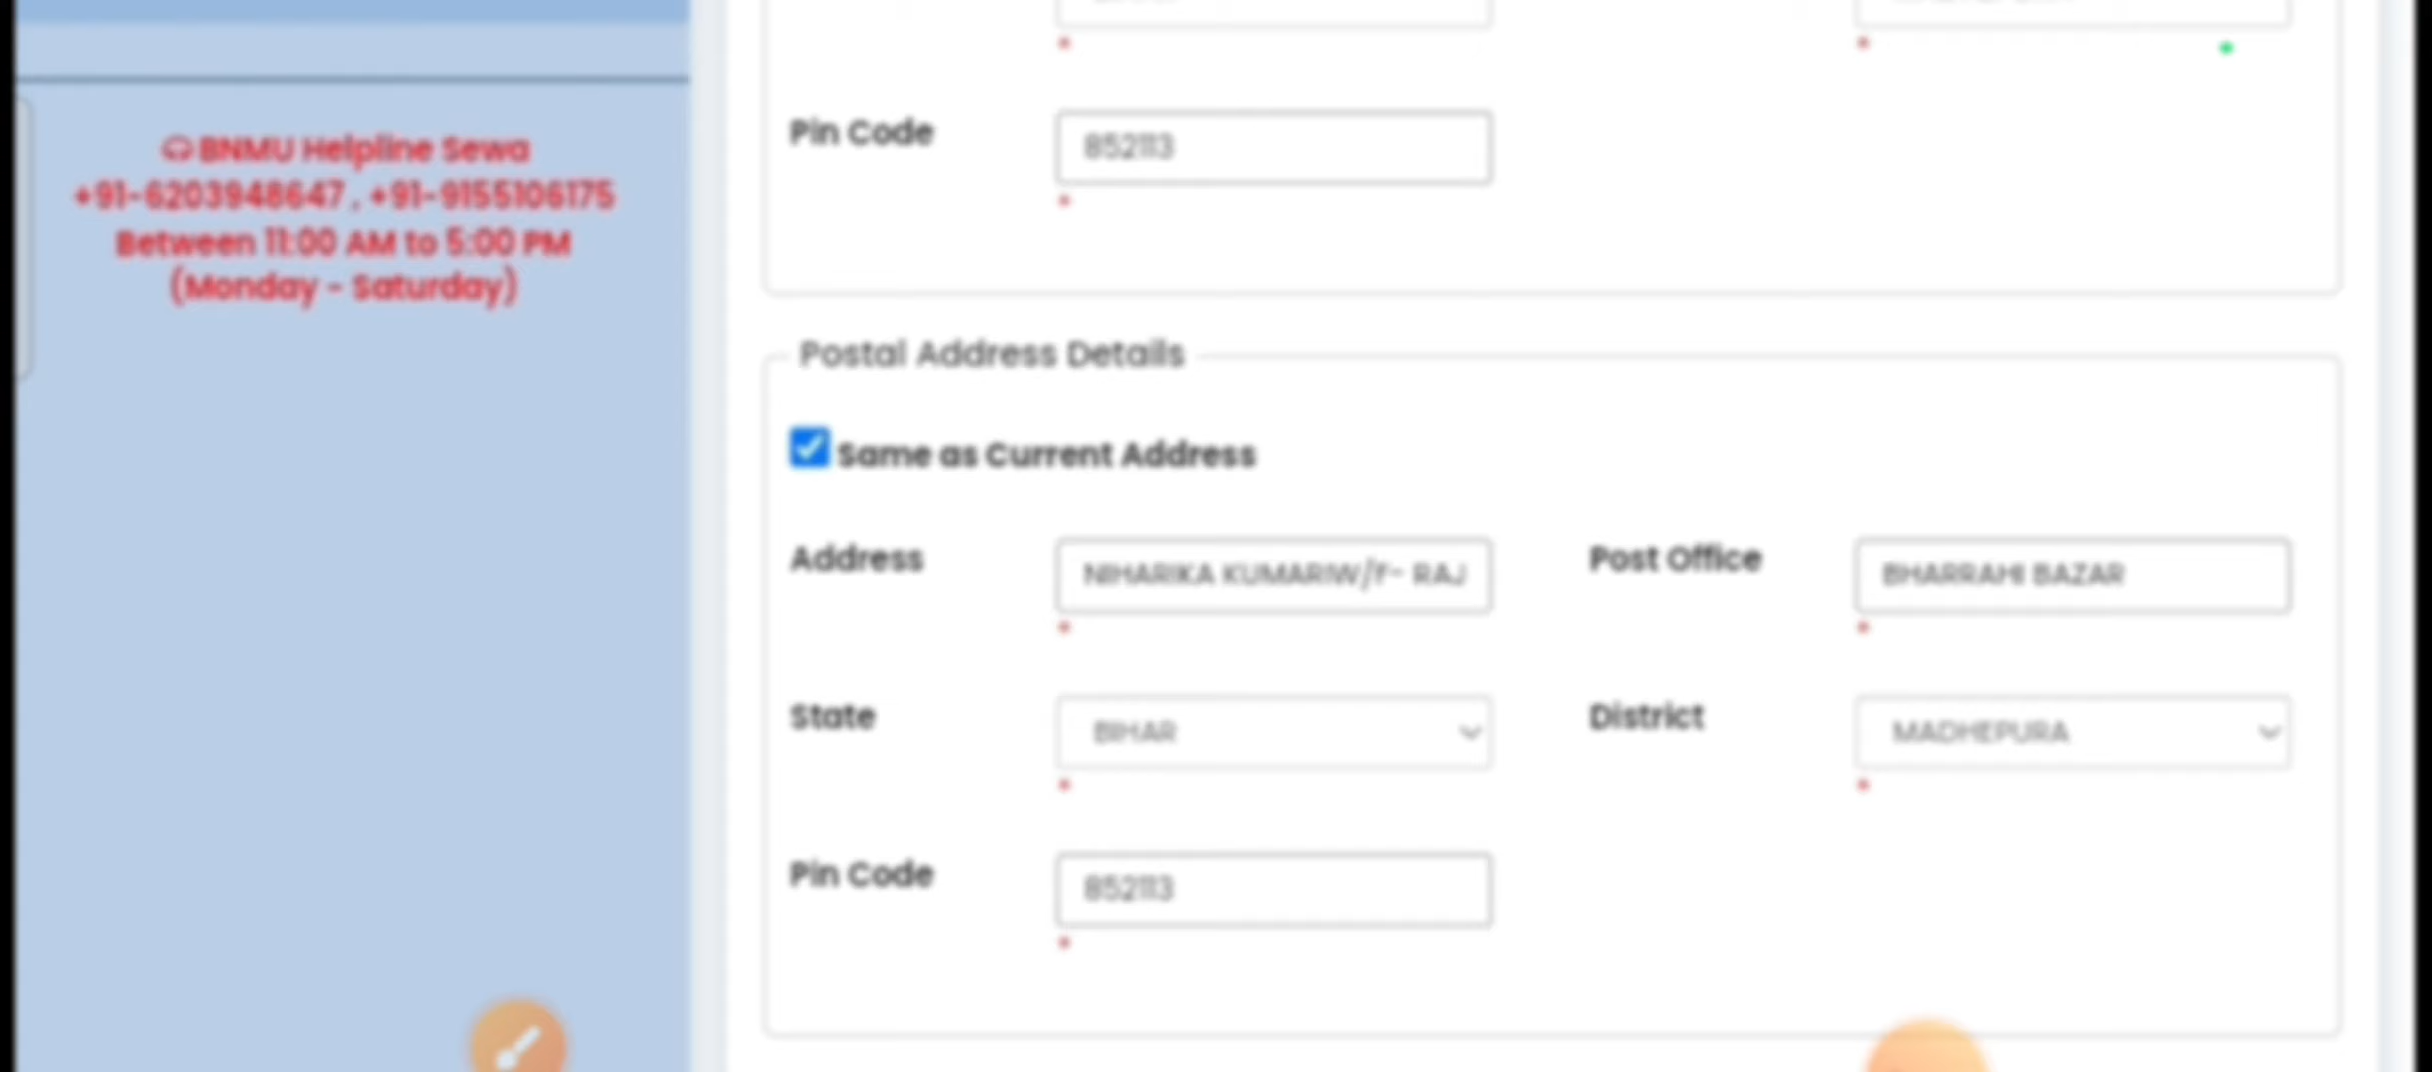 BNMU Helpline Sewa
+91-6203948647 , +91-9155106175
Between 11:00 AM to 5:00 PM
(Monday - Saturday)
*
*
Pin Code
852113
*
Postal Address Details
Same as Current Address
Address
NIHARIKA KUMARIW/F- RAJ
*
Post Office
BHARRAHI BAZAR
*
State
BIHAR
*
District
MADHEPURA
*
Pin Code
852113
*